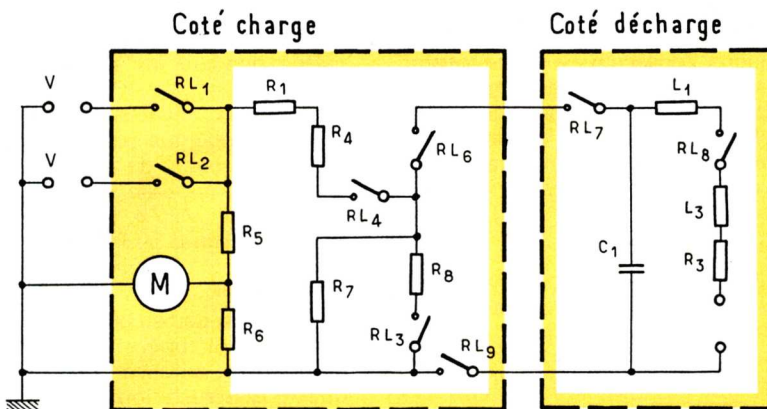 Coté charge
Coté décharge
V
RL1
R1
R4
RL6
RL7
L1
RL8
V
RL2
RL4
L3
R5
R7
R8
C1
R3
M
R6
RL3
RL9